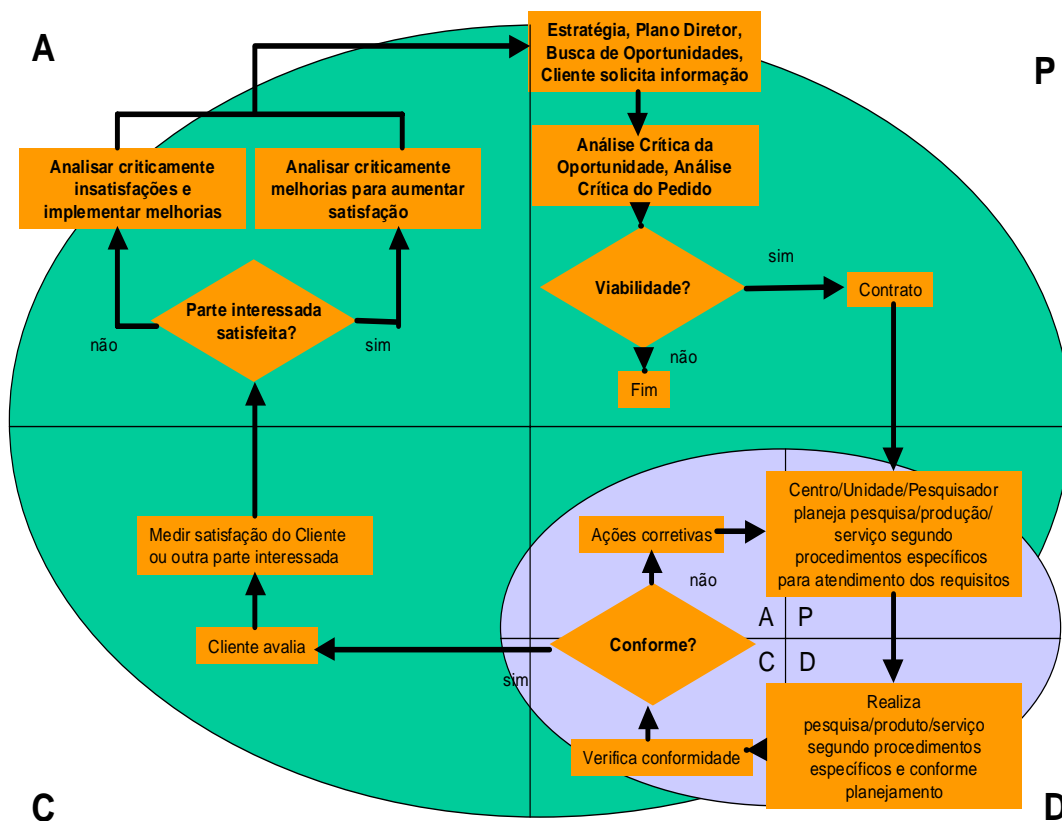 A
P
Estratégia, Plano Diretor,
Busca de Oportunidades,
Cliente solicita informação
Análise Crítica da
Oportunidade, Análise
Crítica do Pedido
Analisar criticamente
insatisfações e
implementar melhorias
Analisar criticamente
melhorias para aumentar
satisfação
Viabilidade?
sim
Contrato
não
Fim
Parte interessada
satisfeita?
não
sim
Centro/Unidade/Pesquisador
planeja pesquisa/produção/
serviço segundo
procedimentos específicos
para atendimento dos requisitos
Ações corretivas
não
Medir satisfação do Cliente
ou outra parte interessada
A
P
Conforme?
Cliente avalia
sim
C
D
Realiza
pesquisa/produto/serviço
segundo procedimentos
específicos e conforme
planejamento
Verifica conformidade
C
D